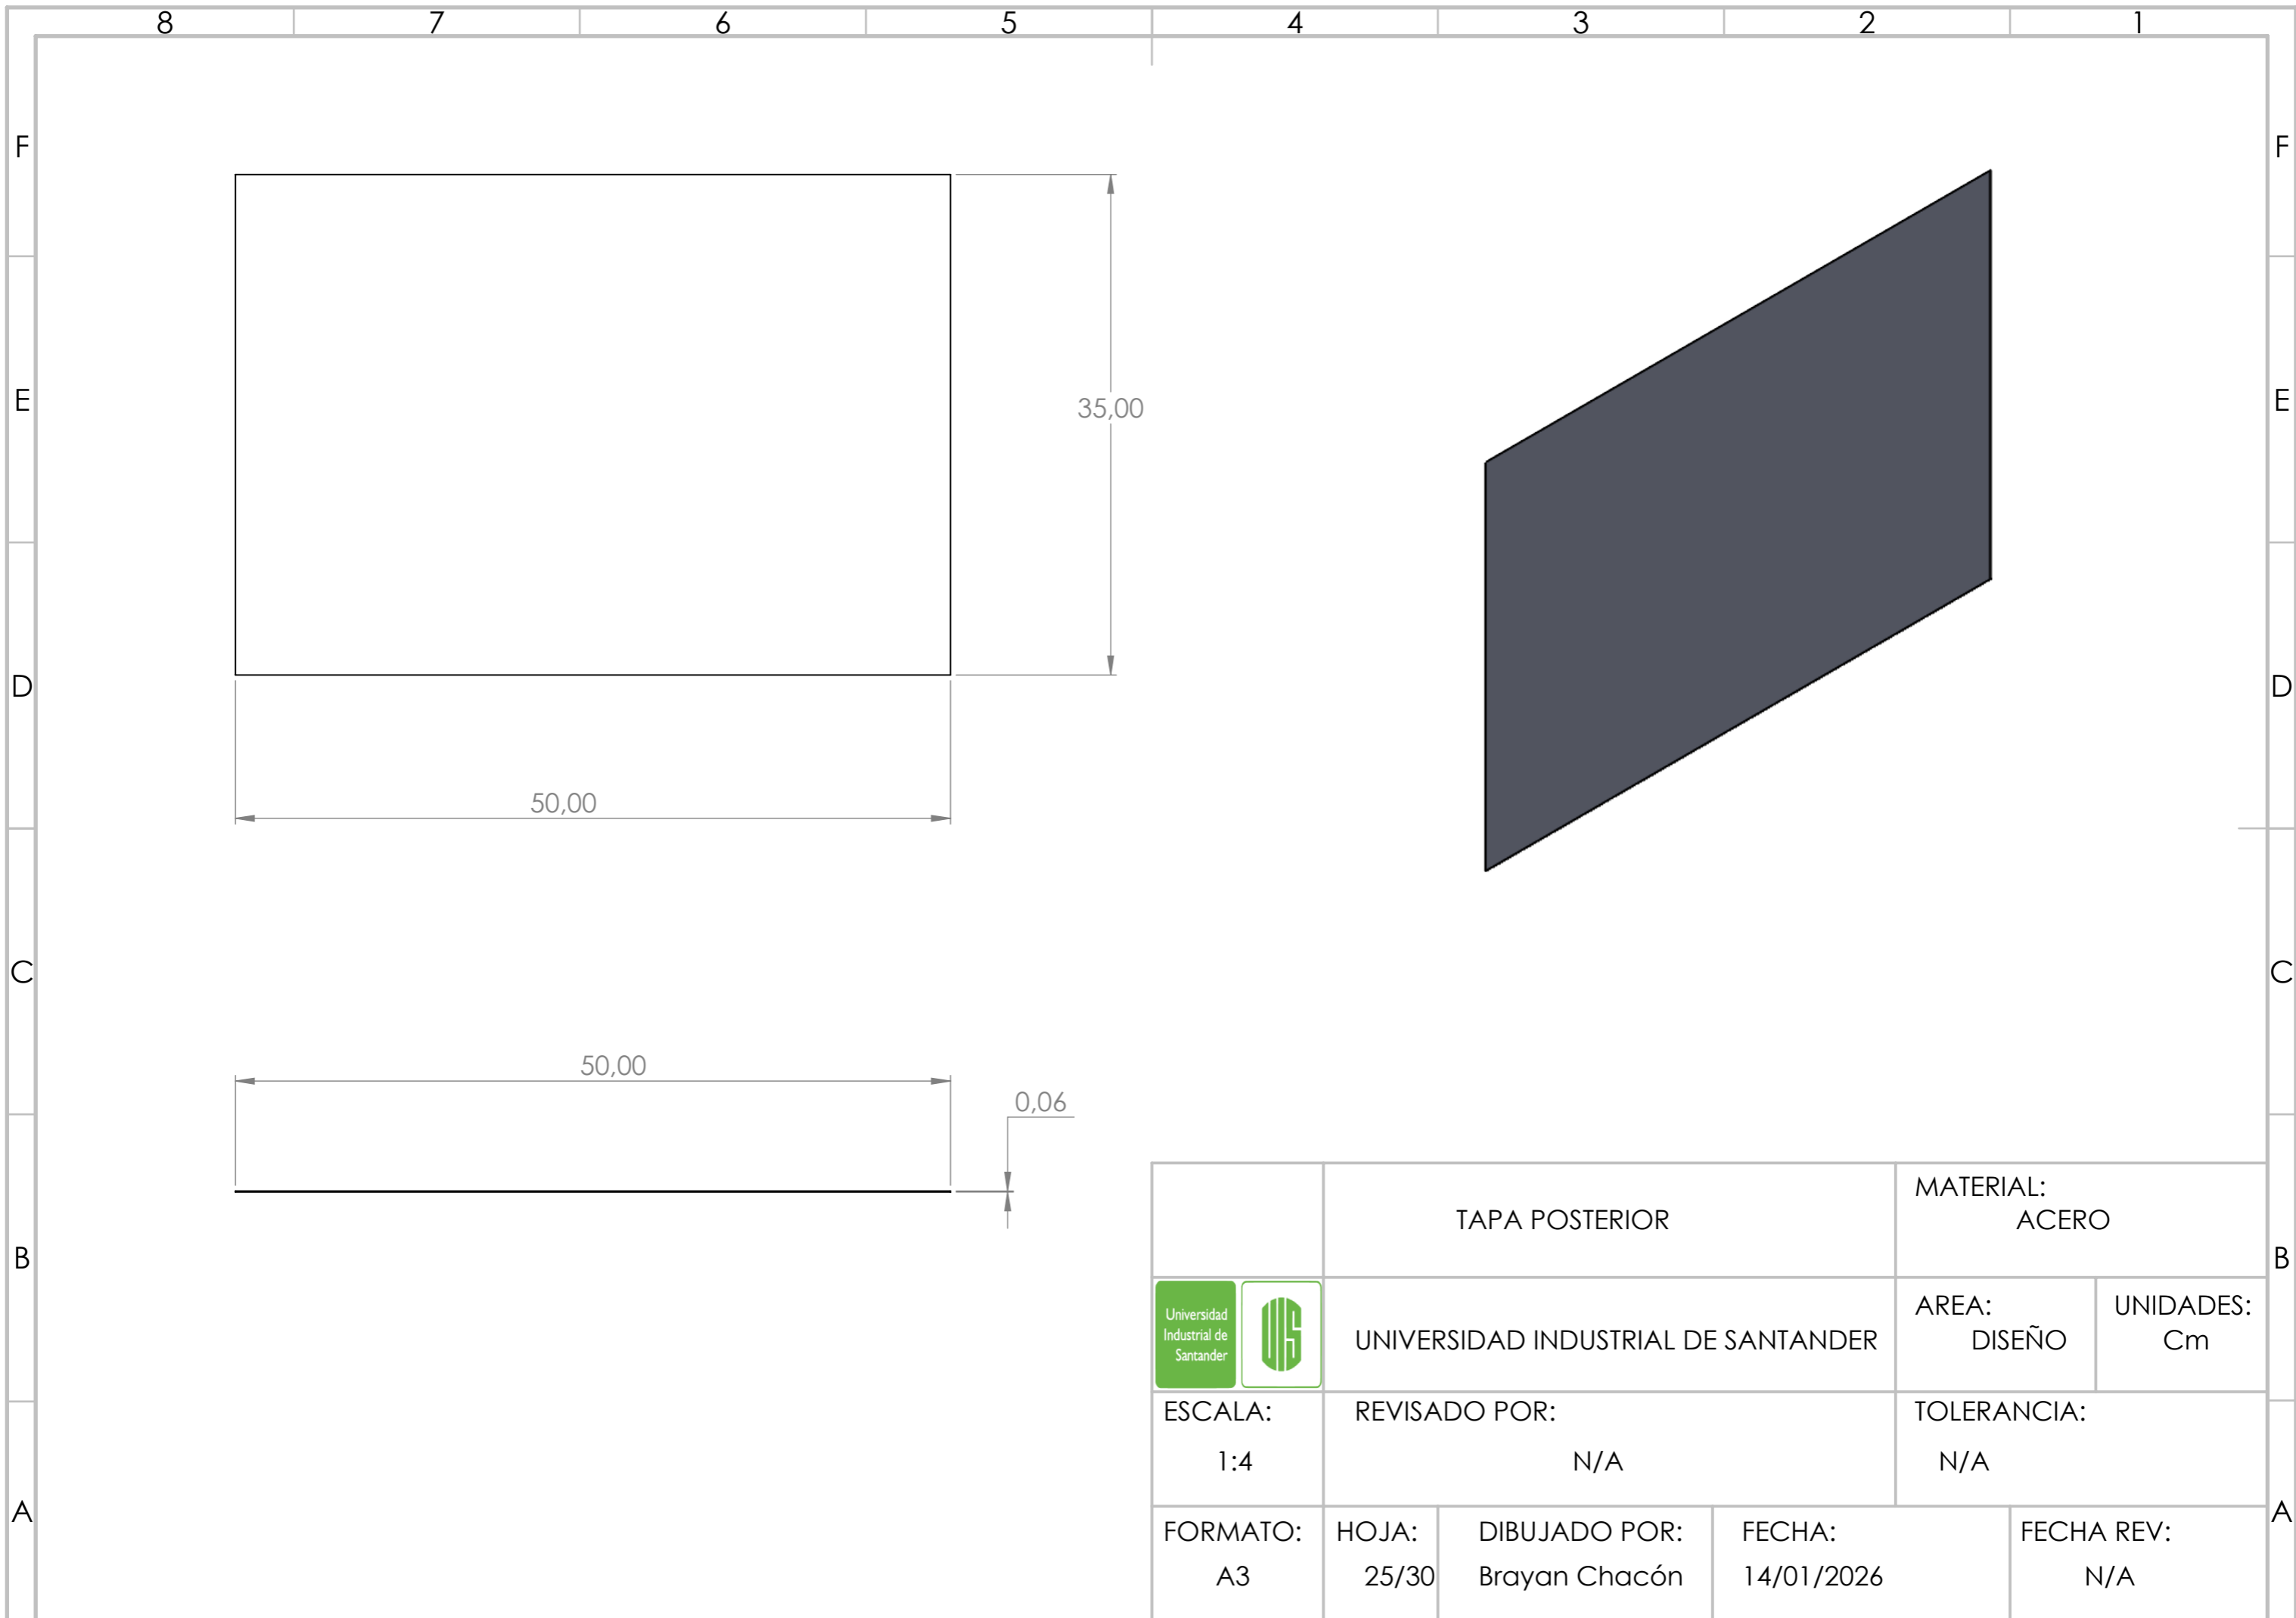 8 7 6 5 4 3 2 1
F F
E E
D D
C C
B B
A A
35,00
50,00
50,00
0,06
TAPA POSTERIOR
MATERIAL:
ACERO
Universidad
Industrial de
Santander
UIS
UNIVERSIDAD INDUSTRIAL DE SANTANDER
AREA:
DISEÑO
UNIDADES:
Cm
ESCALA:
1:4
REVISADO POR:
N/A
TOLERANCIA:
N/A
FORMATO:
A3
HOJA:
25/30
DIBUJADO POR:
Brayan Chacón
FECHA:
14/01/2026
FECHA REV:
N/A